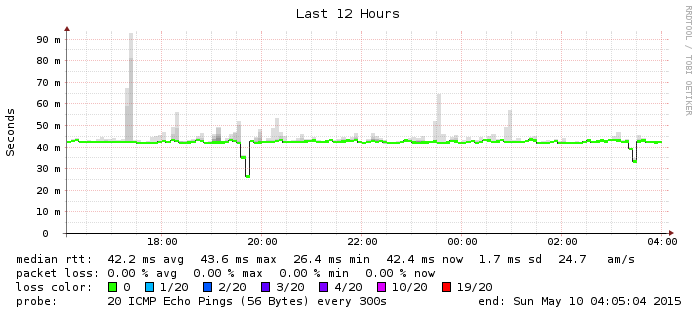 Last 12 Hours
RRDTOOL / TOBI OETIKER
Seconds
90 m
80 m
70 m
60 m
50 m
40 m
30 m
20 m
10 m
0
18:00 20:00 22:00 00:00 02:00 04:00
median rtt: 42.2 ms avg 43.6 ms max 26.4 ms min 42.4 ms now 1.7 ms sd 24.7 am/s
packet loss: 0.00 % avg 0.00 % max 0.00 % min 0.00 % now
loss color: 0 1/20 2/20 3/20 4/20 10/20 19/20
probe: 20 ICMP Echo Pings (56 Bytes) every 300s end: Sun May 10 04:05:04 2015